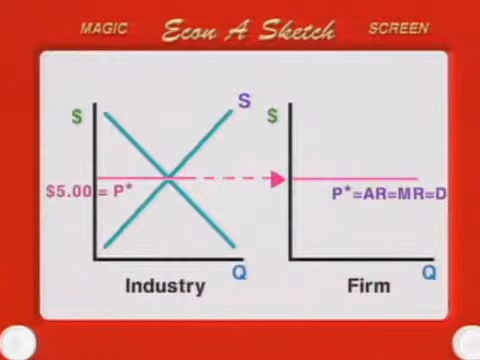 MAGIC Econ A Sketch SCREEN
$ S $
$5.00 = P*
P*=AR=MR=D
Q Q
Industry Firm